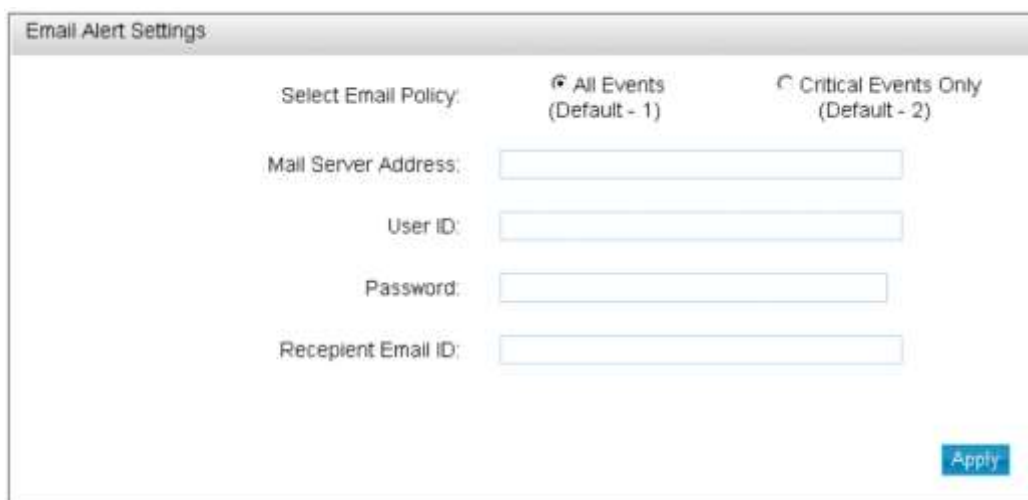 Email Alert Settings
Select Email Policy:
All Events
(Default - 1)
Critical Events Only
(Default - 2)
Mail Server Address:
User ID:
Password:
Recepient Email ID:
Apply